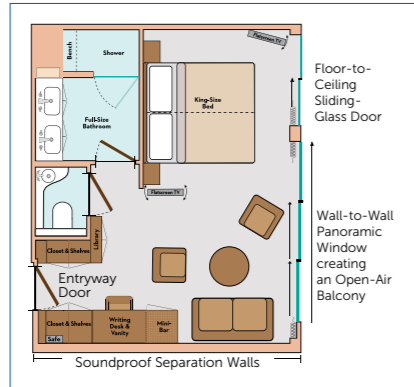 Flatscreen TV
Bench
Shower
King-Size
Bed
Full-Size
Bathroom
Flatscreen TV
Library
Closet & Shelves
Entryway
Door
Closet & Shelves
Safe
Writing
Desk &
Vanity
Mini-
Bar
Soundproof Separation Walls
Floor-to-
Ceiling
Sliding-
Glass Door
Wall-to-Wall
Panoramic
Window
creating
an Open-Air
Balcony